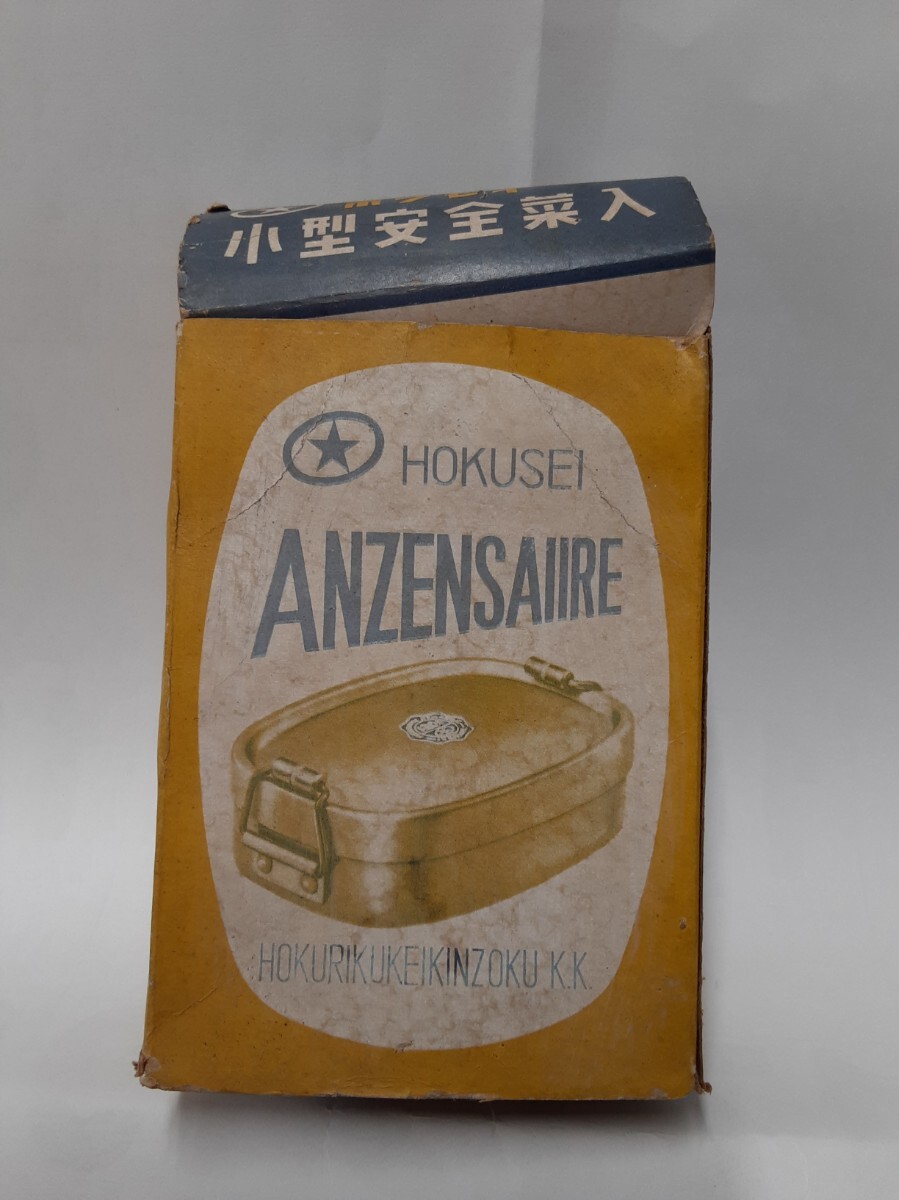 小型安全菜入
HOKUSEI
ANZENSAIIRE
HOKURIKUKEIKINZOKU K.K.